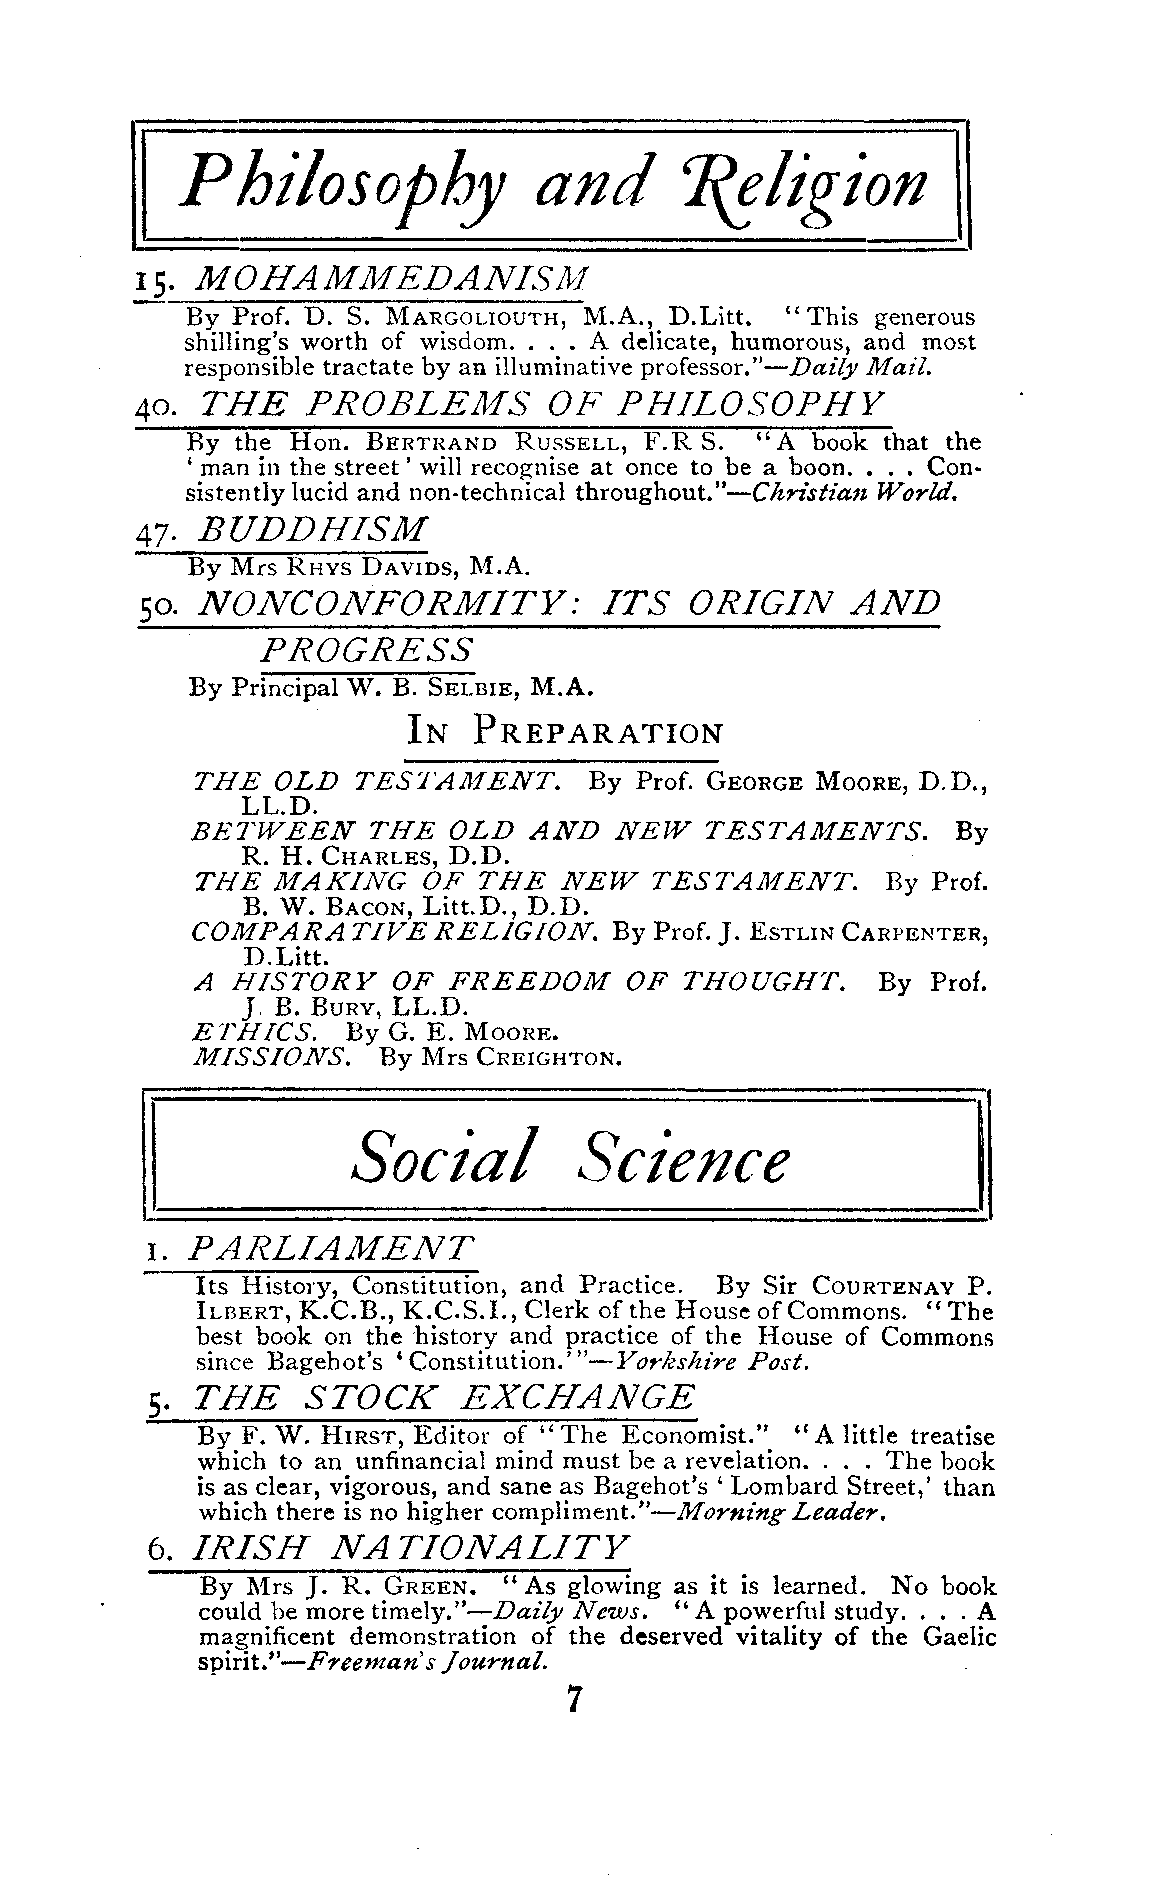 Philosophy and Religion
15. MOHAMMEDANISM
By Prof. D. S. MARGOLIOUTH, M.A., D.Litt. “This generous
shilling's worth of wisdom. . . . A delicate, humorous, and most
responsible tractate by an illuminative professor.”—Daily Mail.
40. THE PROBLEMS OF PHILOSOPHY
By the Hon. BERTRAND RUSSELL, F.R S. “A book that the
‘man in the street’ will recognise at once to be a boon. . . . Con-
sistently lucid and non-technical throughout.”—Christian World.
47. BUDDHISM
By Mrs RHYS DAVIDS, M.A.
50. NONCONFORMITY: ITS ORIGIN AND
PROGRESS
By Principal W. B. SELBIE, M.A.
IN PREPARATION
THE OLD TESTAMENT. By Prof. GEORGE MOORE, D.D.,
LL.D.
BETWEEN THE OLD AND NEW TESTAMENTS. By
R. H. CHARLES, D.D.
THE MAKING OF THE NEW TESTAMENT. By Prof.
B. W. BACON, Litt.D., D.D.
COMPARATIVE RELIGION. By Prof. J. ESTLIN CARPENTER,
D.Litt.
A HISTORY OF FREEDOM OF THOUGHT. By Prof.
J. B. BURY, LL.D.
ETHICS. By G. E. MOORE.
MISSIONS. By Mrs CREIGHTON.
Social Science
1. PARLIAMENT
Its History, Constitution, and Practice. By Sir COURTENAY P.
ILBERT, K.C.B., K.C.S.I., Clerk of the House of Commons. “The
best book on the history and practice of the House of Commons
since Bagehot's ‘Constitution.’”—Yorkshire Post.
5. THE STOCK EXCHANGE
By F. W. HIRST, Editor of “The Economist.” “A little treatise
which to an unfinancial mind must be a revelation. . . . The book
is as clear, vigorous, and sane as Bagehot's ‘Lombard Street,’ than
which there is no higher compliment.”—Morning Leader.
6. IRISH NATIONALITY
By Mrs J. R. GREEN. “As glowing as it is learned. No book
could be more timely.”—Daily News. “A powerful study. . . . A
magnificent demonstration of the deserved vitality of the Gaelic
spirit.”—Freeman's Journal.
7